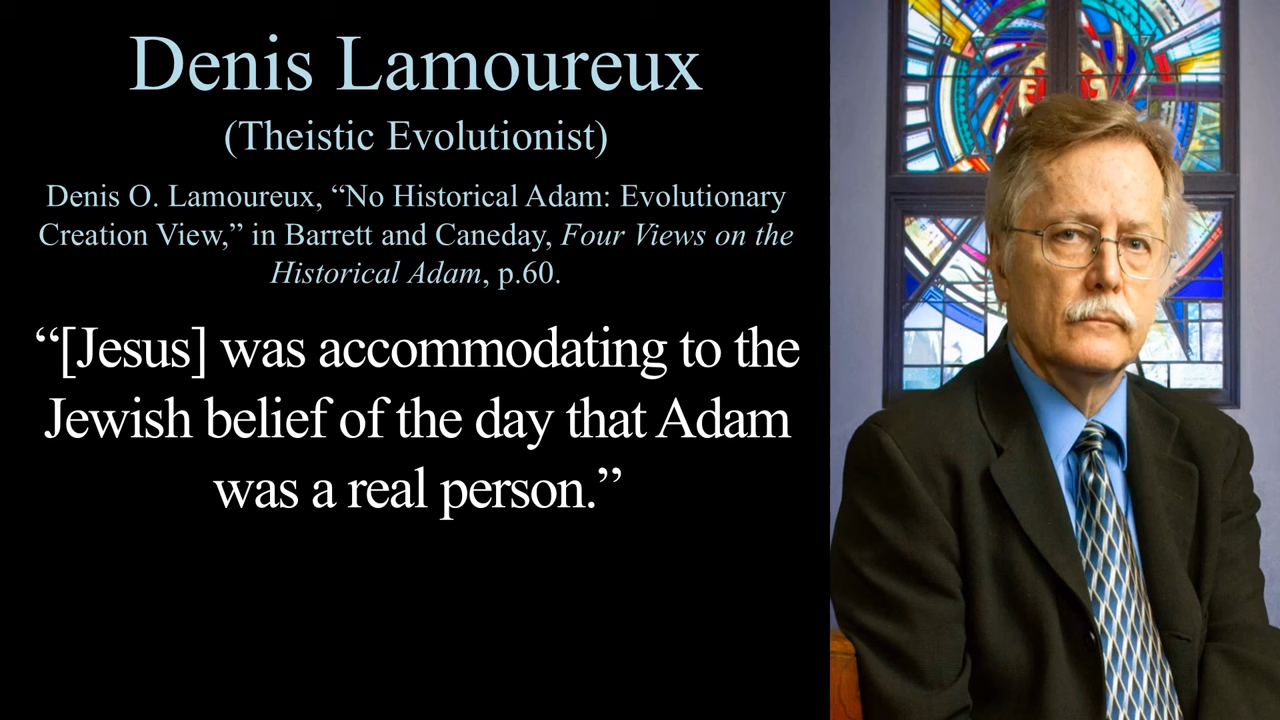 Denis Lamoureux
(Theistic Evolutionist)
Denis O. Lamoureux, “No Historical Adam: Evolutionary
Creation View,” in Barrett and Caneday, Four Views on the
Historical Adam, p.60.
“[Jesus] was accommodating to the
Jewish belief of the day that Adam
was a real person.”